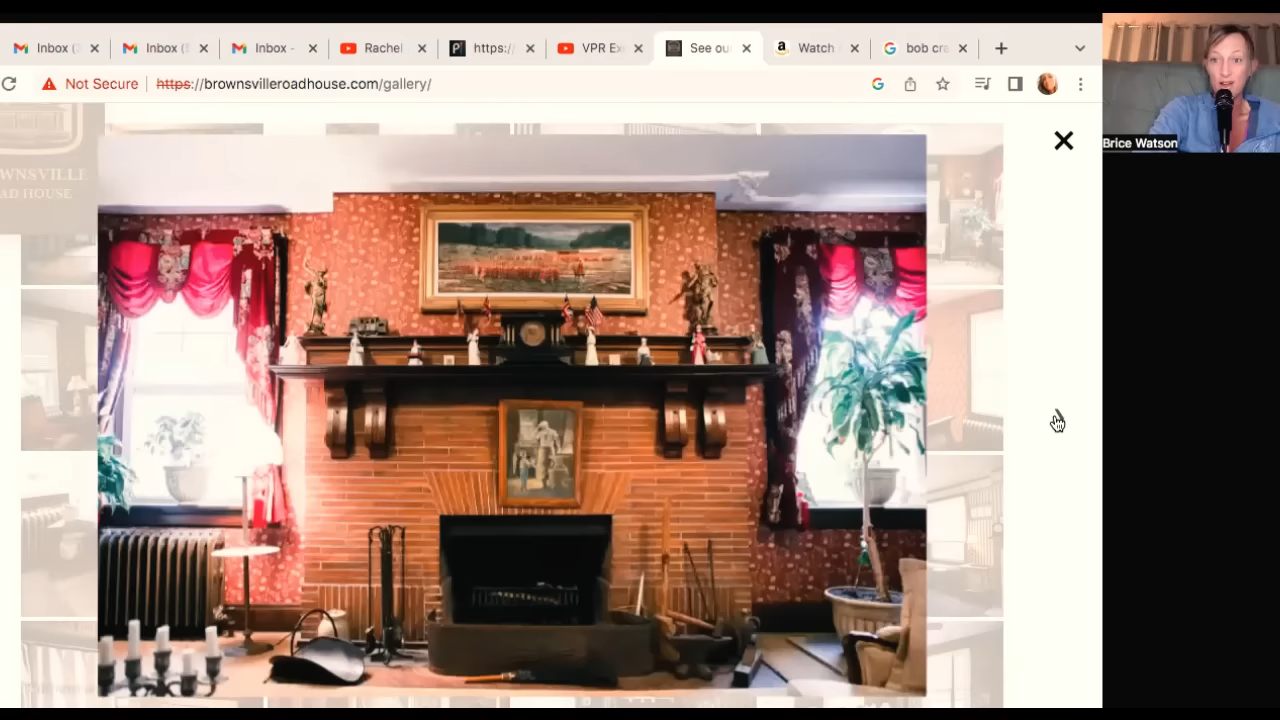 Inbox (
Inbox (
Inbox -
Rachel
https:/
VPR Ex
See ou
Watch
bob cra
Not Secure
https://brownsvilleroadhouse.com/gallery/
WNSVILLE
AD HOUSE
Brice Watson